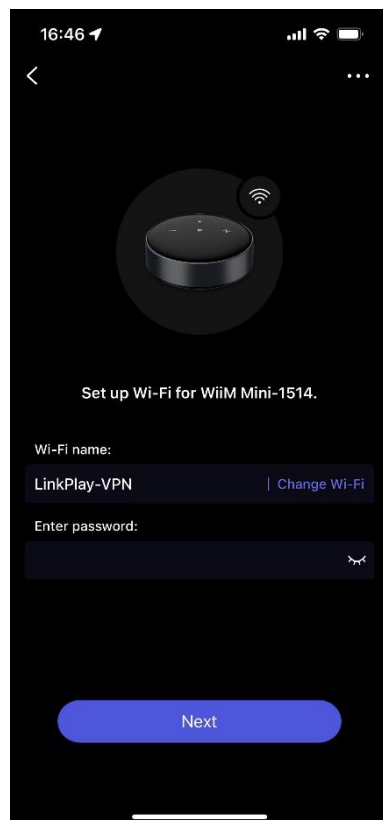 16:46
Set up Wi-Fi for WiiM Mini-1514.
Wi-Fi name:
LinkPlay-VPN | Change Wi-Fi
Enter password:
Next